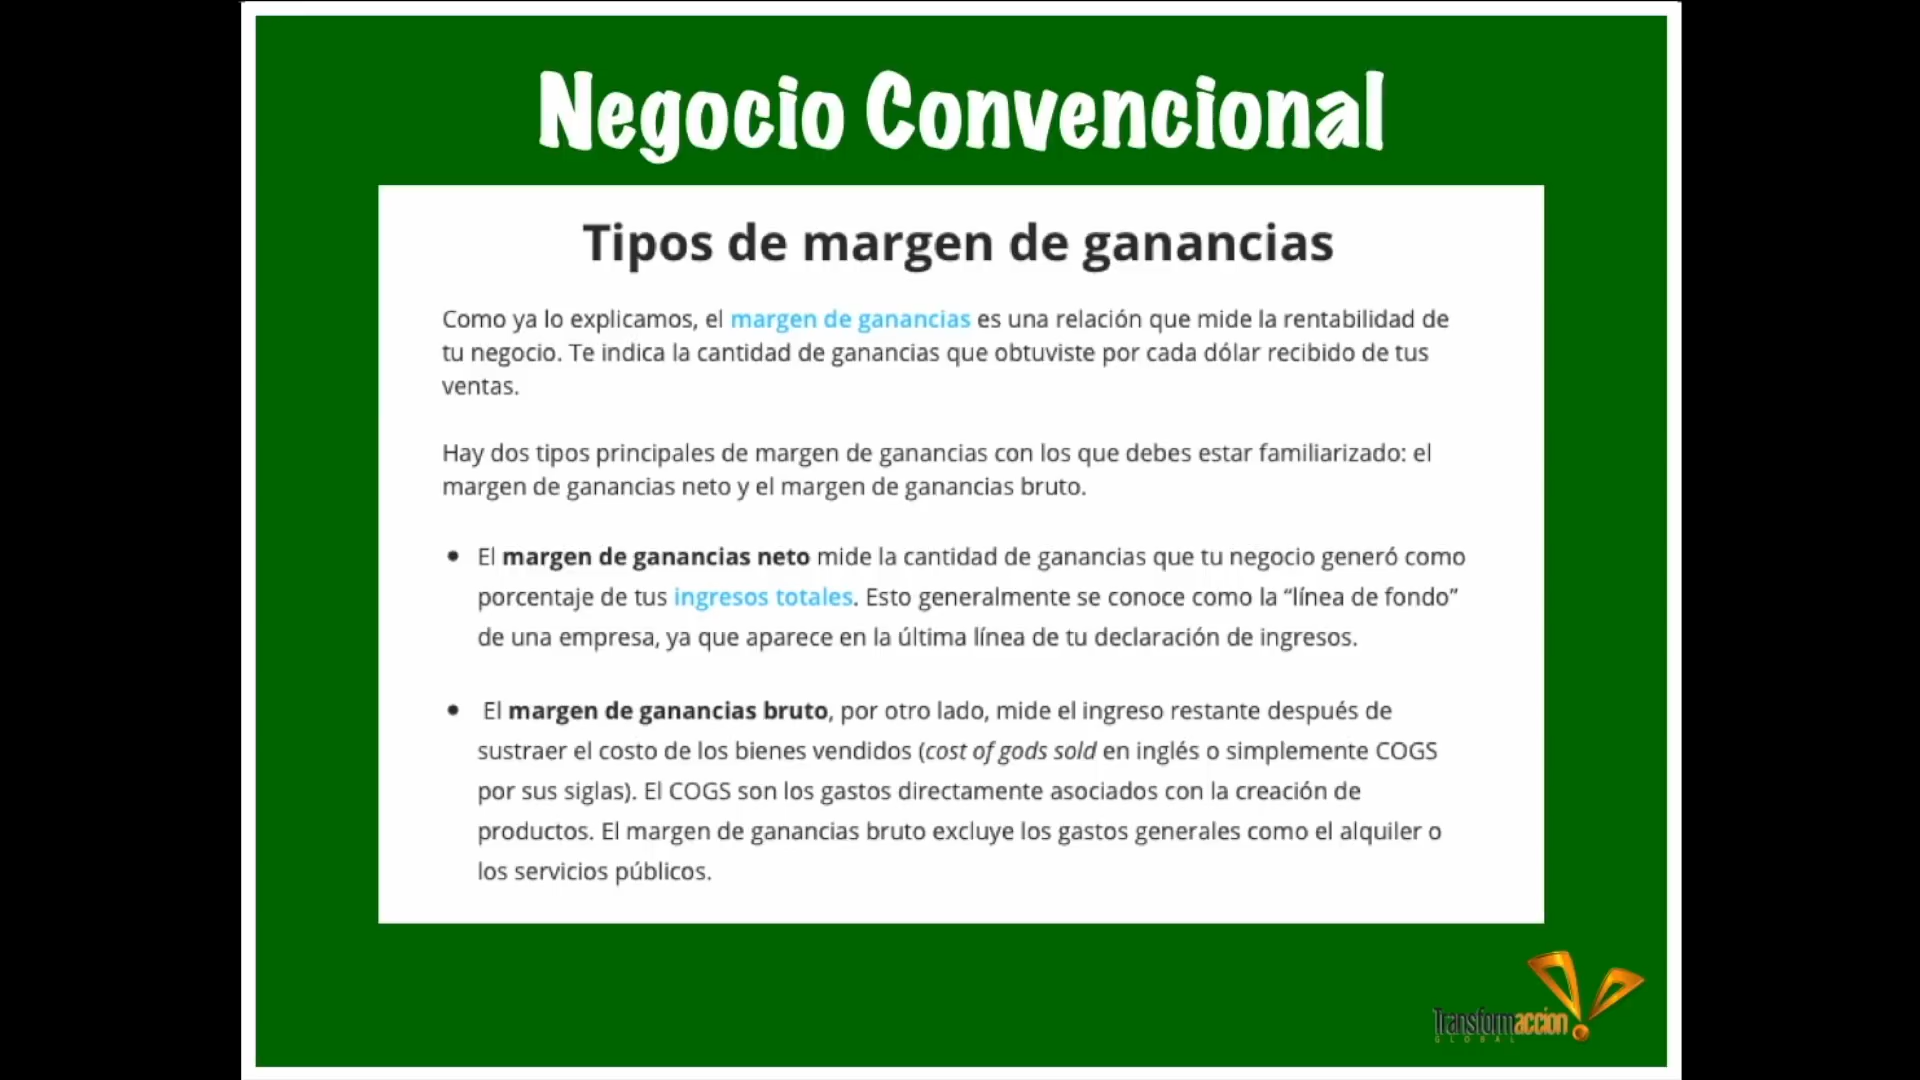 Negocio Convencional
Tipos de margen de ganancias
Como ya lo explicamos, el margen de ganancias es una relación que mide la rentabilidad de
tu negocio. Te indica la cantidad de ganancias que obtuviste por cada dólar recibido de tus
ventas.
Hay dos tipos principales de margen de ganancias con los que debes estar familiarizado: el
margen de ganancias neto y el margen de ganancias bruto.
• El margen de ganancias neto mide la cantidad de ganancias que tu negocio generó como
porcentaje de tus ingresos totales. Esto generalmente se conoce como la “línea de fondo”
de una empresa, ya que aparece en la última línea de tu declaración de ingresos.
• El margen de ganancias bruto, por otro lado, mide el ingreso restante después de
sustraer el costo de los bienes vendidos (cost of gods sold en inglés o simplemente COGS
por sus siglas). El COGS son los gastos directamente asociados con la creación de
productos. El margen de ganancias bruto excluye los gastos generales como el alquiler o
los servicios públicos.
Transformaccion
GLOBAL